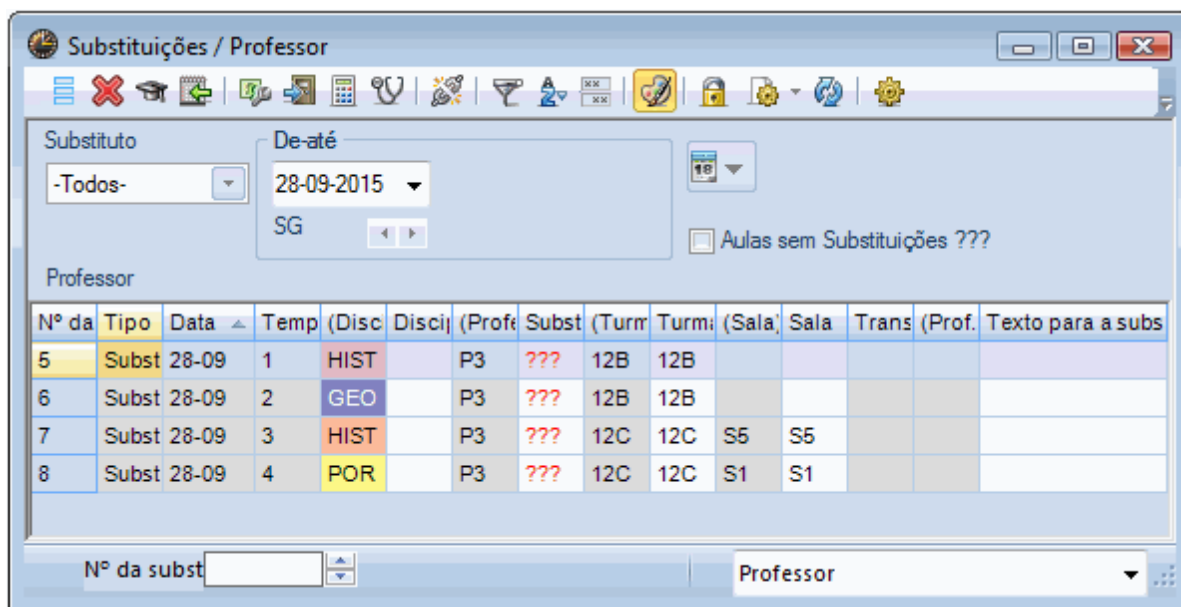 Substituições / Professor
Substituto
De-até
-Todos-
28-09-2015
18
SG
Aulas sem Substituições ???
Professor
Nº da Tipo Data Temp (Disc Discij (Profe Subst (Turm Turma (Sala) Sala Trans (Prof. Texto para a subs
5 Subst 28-09 1 HIST P3 ??? 12B 12B
6 Subst 28-09 2 GEO P3 ??? 12B 12B
7 Subst 28-09 3 HIST P3 ??? 12C 12C S5 S5
8 Subst 28-09 4 POR P3 ??? 12C 12C S1 S1
Nº da subst
Professor